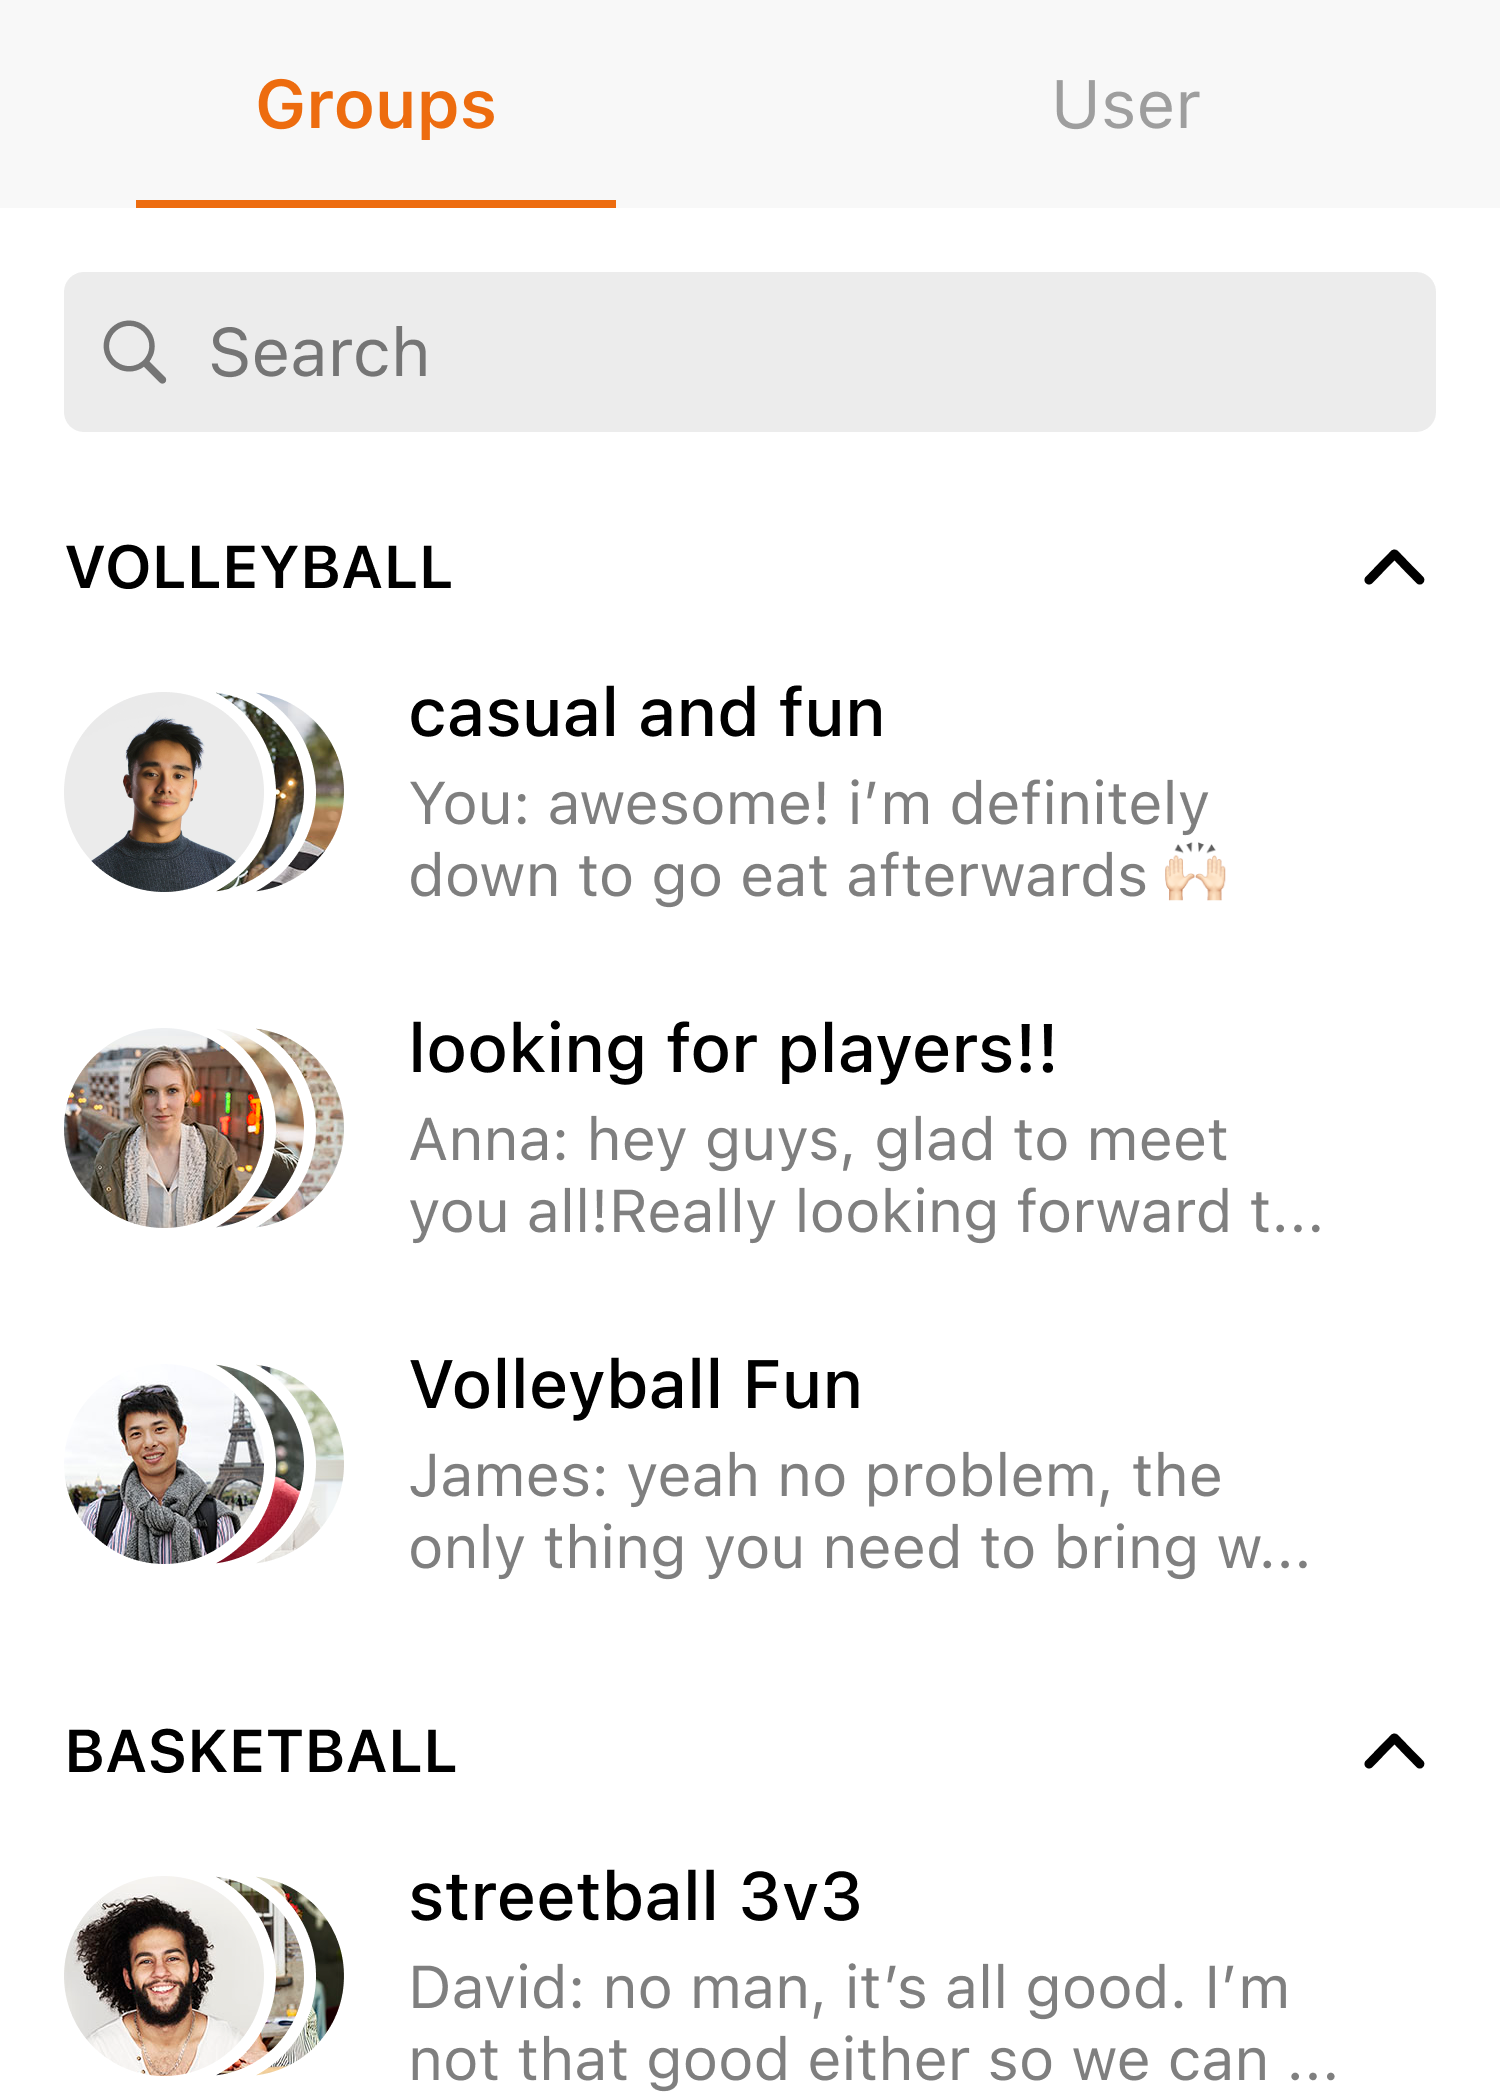 Groups
User
Search
VOLLEYBALL
casual and fun
You: awesome! i’m definitely
down to go eat afterwards 🙌🏻
looking for players!!
Anna: hey guys, glad to meet
you all!Really looking forward t...
Volleyball Fun
James: yeah no problem, the
only thing you need to bring w...
BASKETBALL
streetball 3v3
David: no man, it’s all good. I’m
not that good either so we can ...